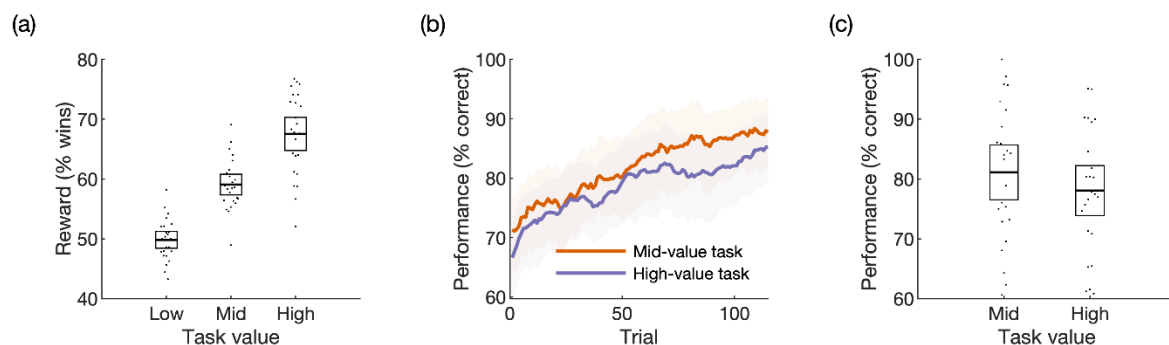 (a)
Reward (% wins)
80
70
60
50
40
Low Mid High
Task value
(b)
Performance (% correct)
100
90
80
70
60
Mid-value task
High-value task
0 50 100
Trial
(c)
Performance (% correct)
100
90
80
70
60
Mid High
Task value